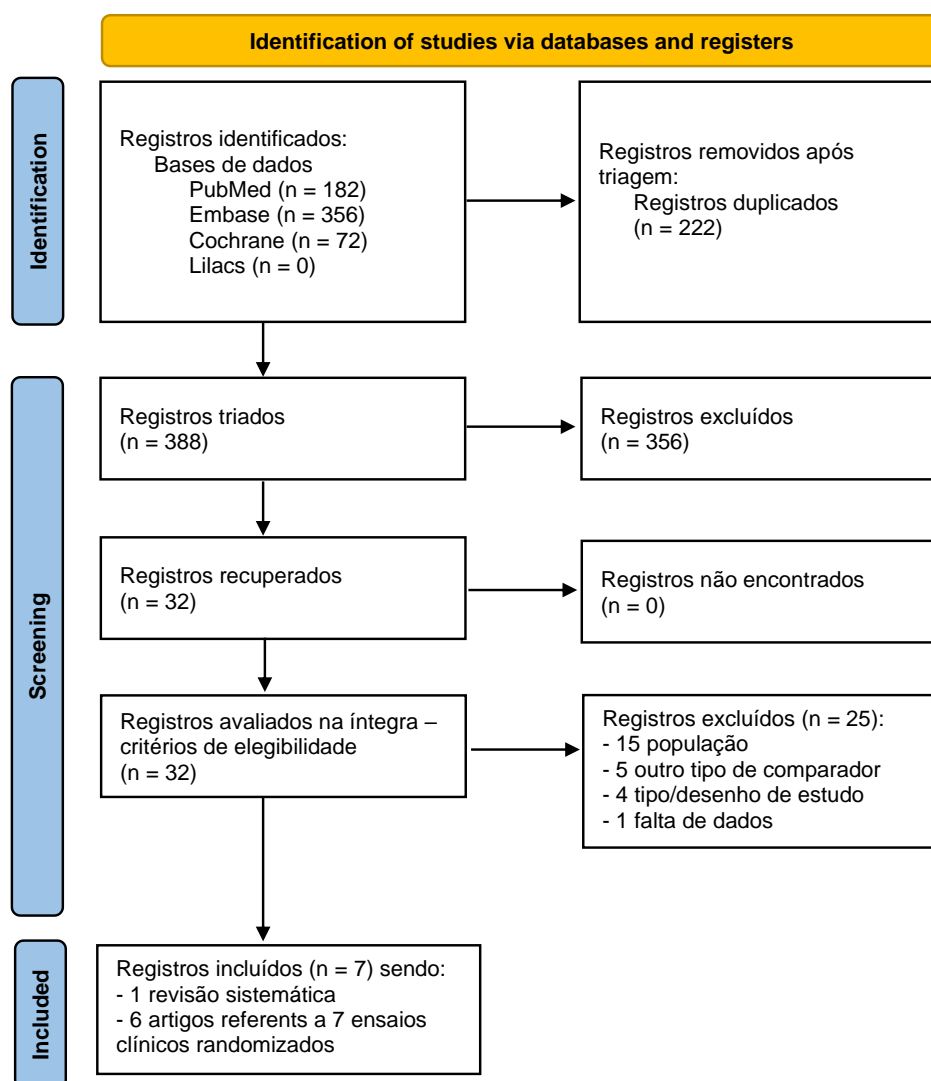 Identification of studies via databases and registers
Identification
Registros identificados:
Bases de dados
PubMed (n = 182)
Embase (n = 356)
Cochrane (n = 72)
Lilacs (n = 0)
Registros removidos após
triagem:
Registros duplicados
(n = 222)
Screening
Registros triados
(n = 388)
Registros excluídos
(n = 356)
Registros recuperados
(n = 32)
Registros não encontrados
(n = 0)
Registros avaliados na íntegra –
critérios de elegibilidade
(n = 32)
Registros excluídos (n = 25):
- 15 população
- 5 outro tipo de comparador
- 4 tipo/desenho de estudo
- 1 falta de dados
Included
Registros incluídos (n = 7) sendo:
- 1 revisão sistemática
- 6 artigos referents a 7 ensaios
clínicos randomizados